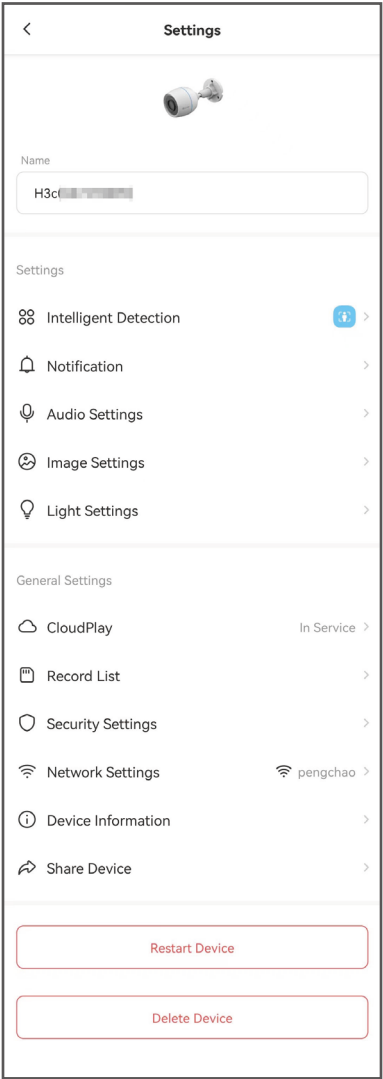 Settings
Name
H3c
Settings
Intelligent Detection
Notification
Audio Settings
Image Settings
Light Settings
General Settings
CloudPlay In Service
Record List
Security Settings
Network Settings pengchao
Device Information
Share Device
Restart Device
Delete Device